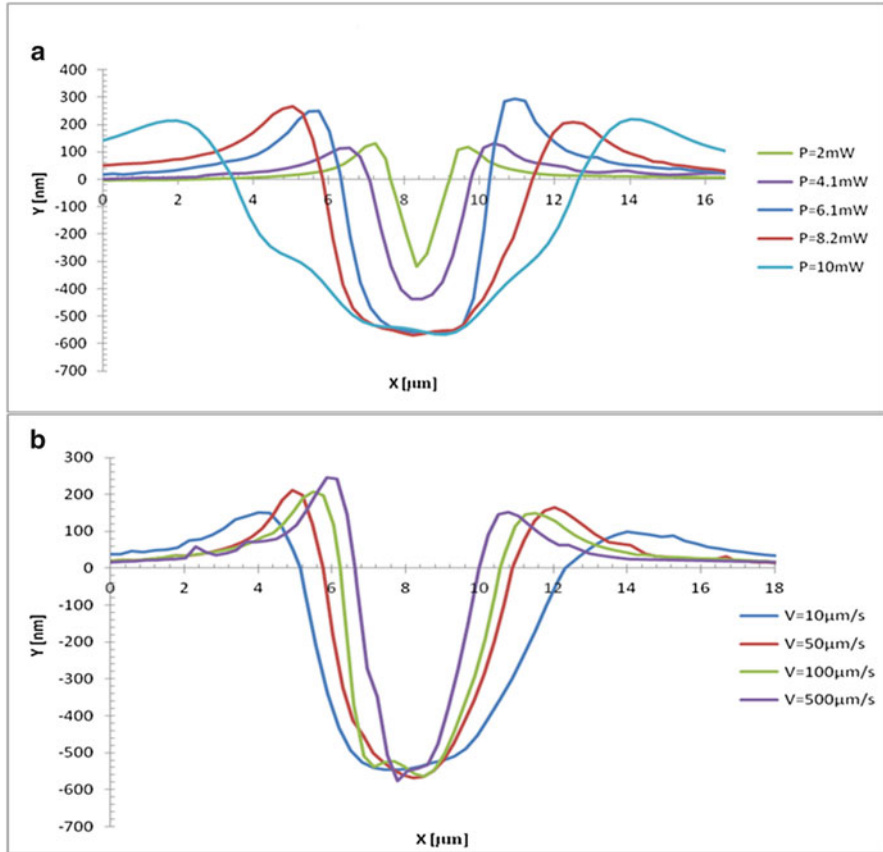 a
400
300
200
100
0
-100
-200
-300
-400
-500
-600
-700
Y [nm]
0 2 4 6 8 10 12 14 16
X [µm]
P=2mW
P=4.1mW
P=6.1mW
P=8.2mW
P=10mW
b
300
200
100
0
-100
-200
-300
-400
-500
-600
-700
Y [nm]
0 2 4 6 8 10 12 14 16 18
X [µm]
V=10µm/s
V=50µm/s
V=100µm/s
V=500µm/s